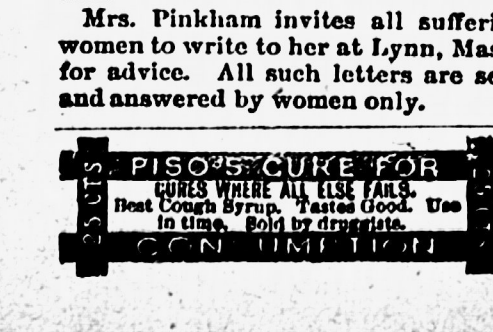 Mrs. Pinkham invites all sufferi
women to write to her at Lynn, Mas
for advice. All such letters are se
and answered by women only.
PISO'S CURE FOR
25 CTS
CURES WHERE ALL ELSE FAILS.
Best Cough Syrup. Tastes Good. Use
in time. Sold by druggists.
CONSUMPTION